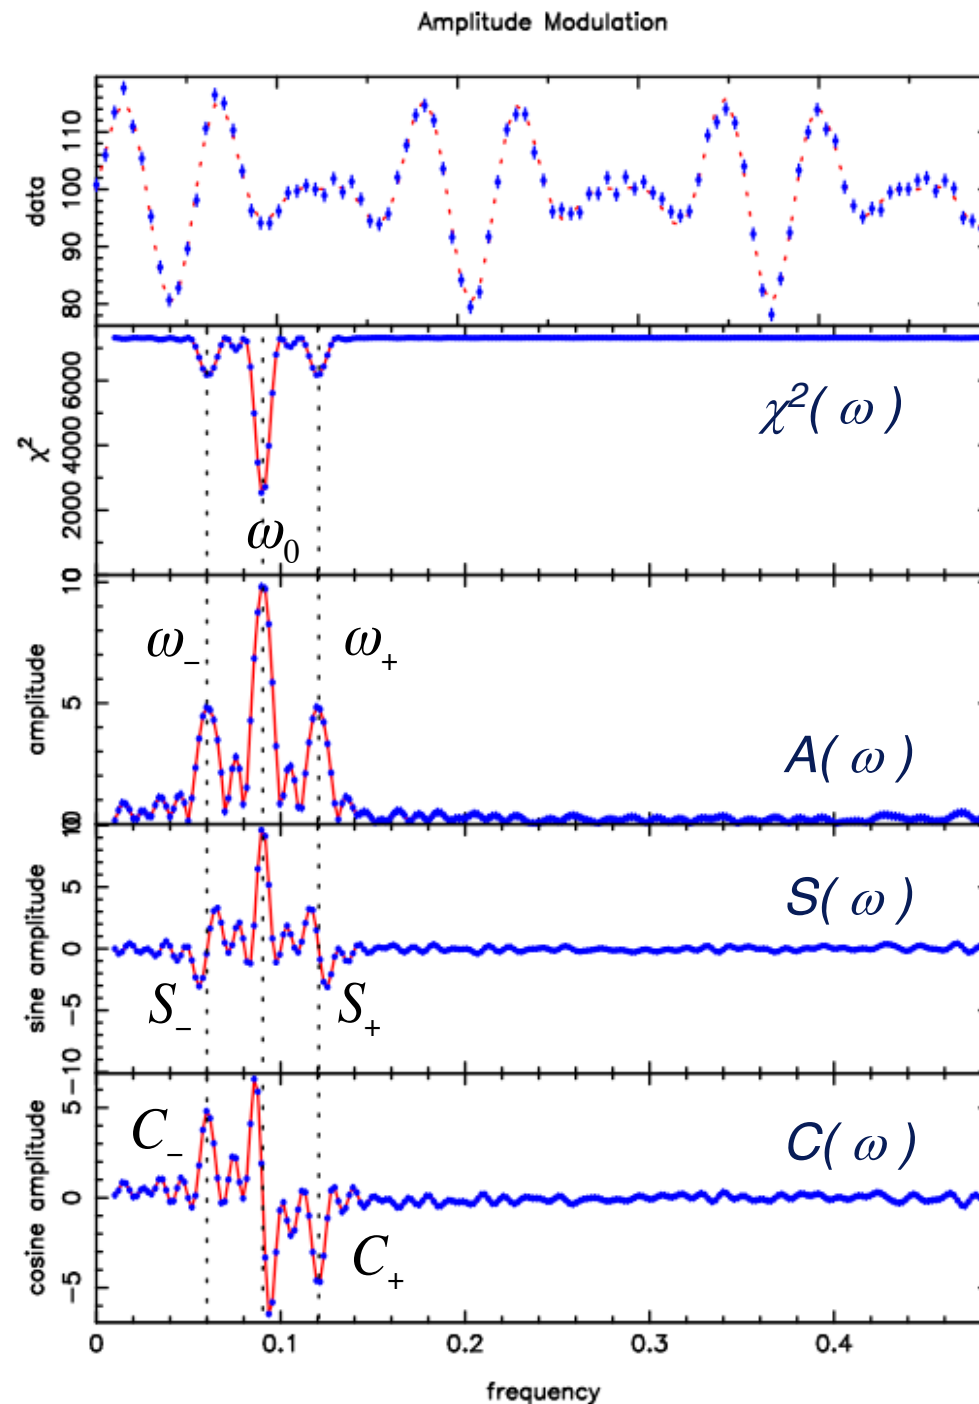 Amplitude Modulation
data
110
100
90
80
χ²
6000
4000
2000
0
χ²( ω )
ω₀
amplitude
10
5
0
ω₋
ω₊
A( ω )
sine amplitude
10
5
0
−5
10
S( ω )
S₋
S₊
cosine amplitude
5
0
−5
C( ω )
C₋
C₊
0 0.1 0.2 0.3 0.4
frequency